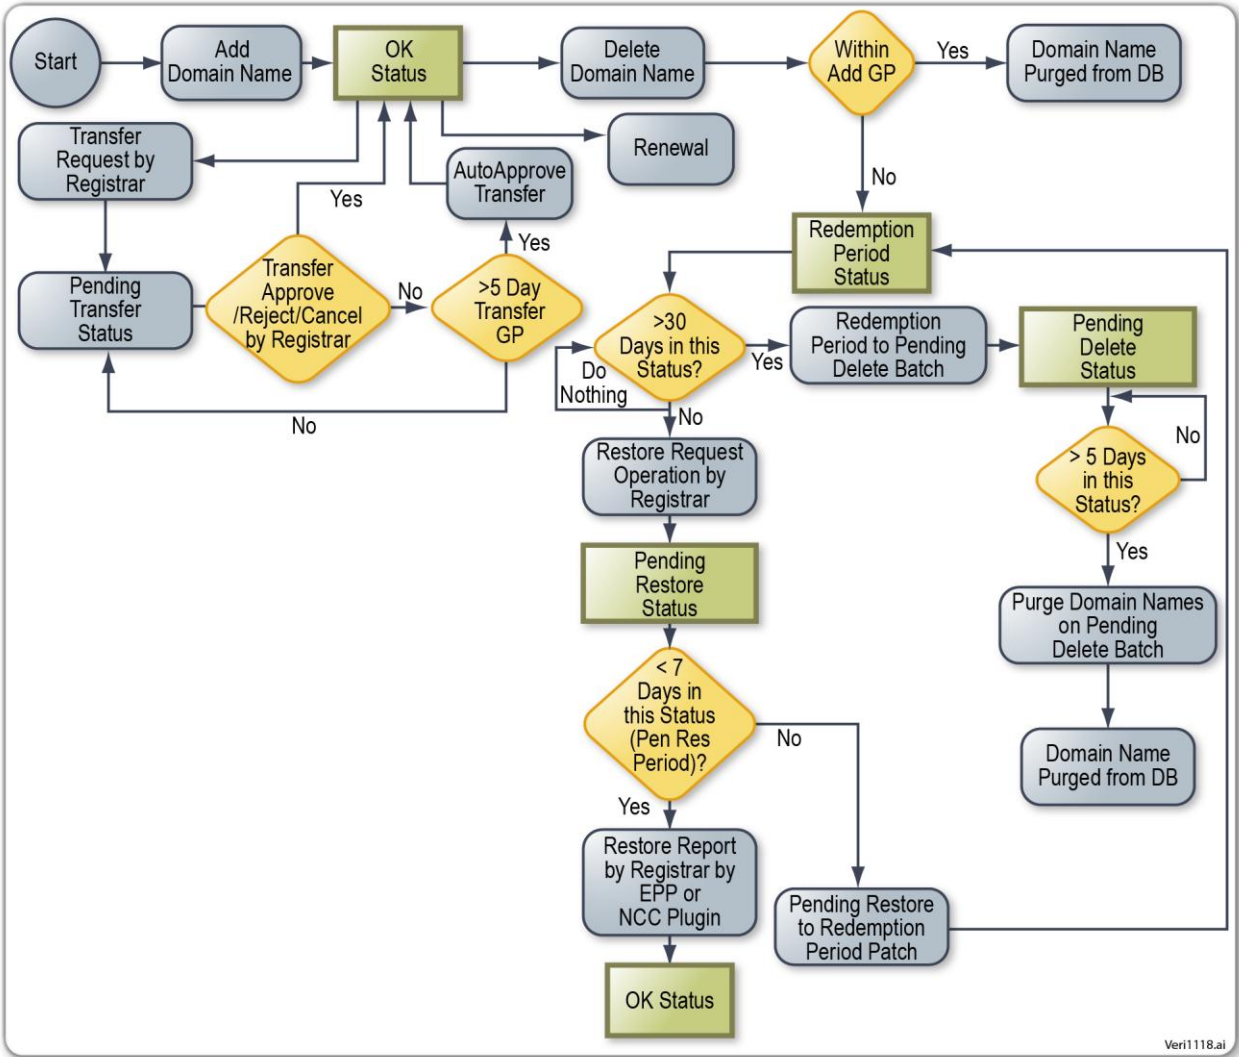 Start
Add
Domain Name
OK
Status
Delete
Domain Name
Within
Add GP
Yes
Domain Name
Purged from DB
Transfer
Request by
Registrar
Renewal
AutoApprove
Transfer
Yes
No
Yes
Redemption
Period
Status
Pending
Transfer
Status
Transfer
Approve
/Reject/Cancel
by Registrar
No
>5 Day
Transfer
GP
No
>30
Days in this
Status?
Do
Nothing
Yes
No
Redemption
Period to Pending
Delete Batch
Pending
Delete
Status
No
> 5 Days
in this
Status?
Yes
Restore Request
Operation by
Registrar
Pending
Restore
Status
Purge Domain Names
on Pending
Delete Batch
< 7
Days in
this Status
(Pen Res
Period)?
No
Yes
Domain Name
Purged from DB
Restore Report
by Registrar by
EPP or
NCC Plugin
Pending Restore
to Redemption
Period Patch
OK Status
Veri1118.ai